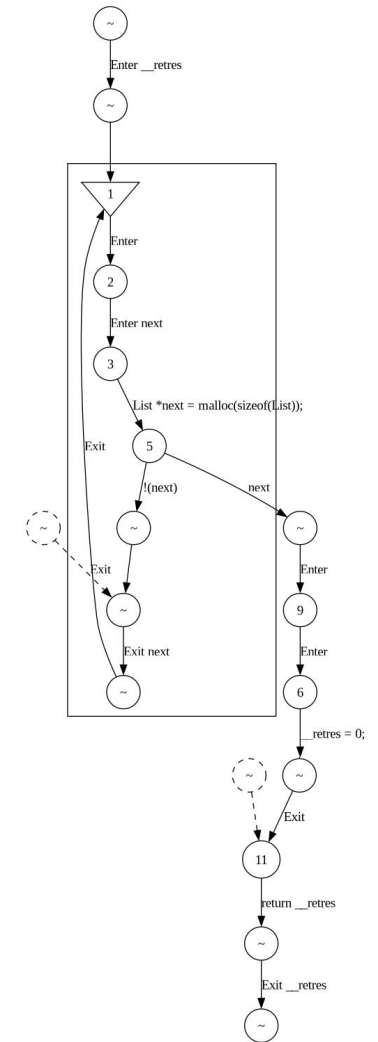 ~
Enter __retres
~
1
Enter
2
Enter next
3
List *next = malloc(sizeof(List));
Exit
5
!(next)
next
~
~
~
Exit
Enter
~
9
Exit next
Enter
~
6
__retres = 0;
~
~
Exit
11
return __retres
~
Exit __retres
~